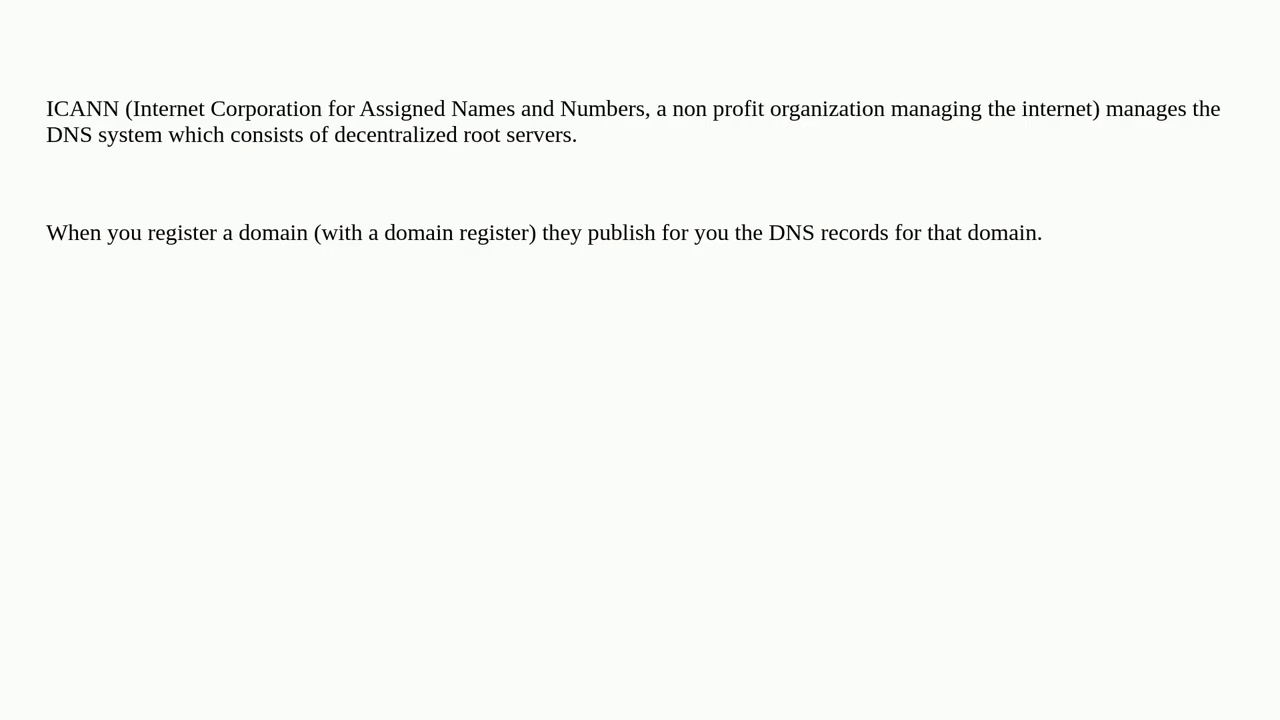 ICANN (Internet Corporation for Assigned Names and Numbers, a non profit organization managing the internet) manages the
DNS system which consists of decentralized root servers.
When you register a domain (with a domain register) they publish for you the DNS records for that domain.